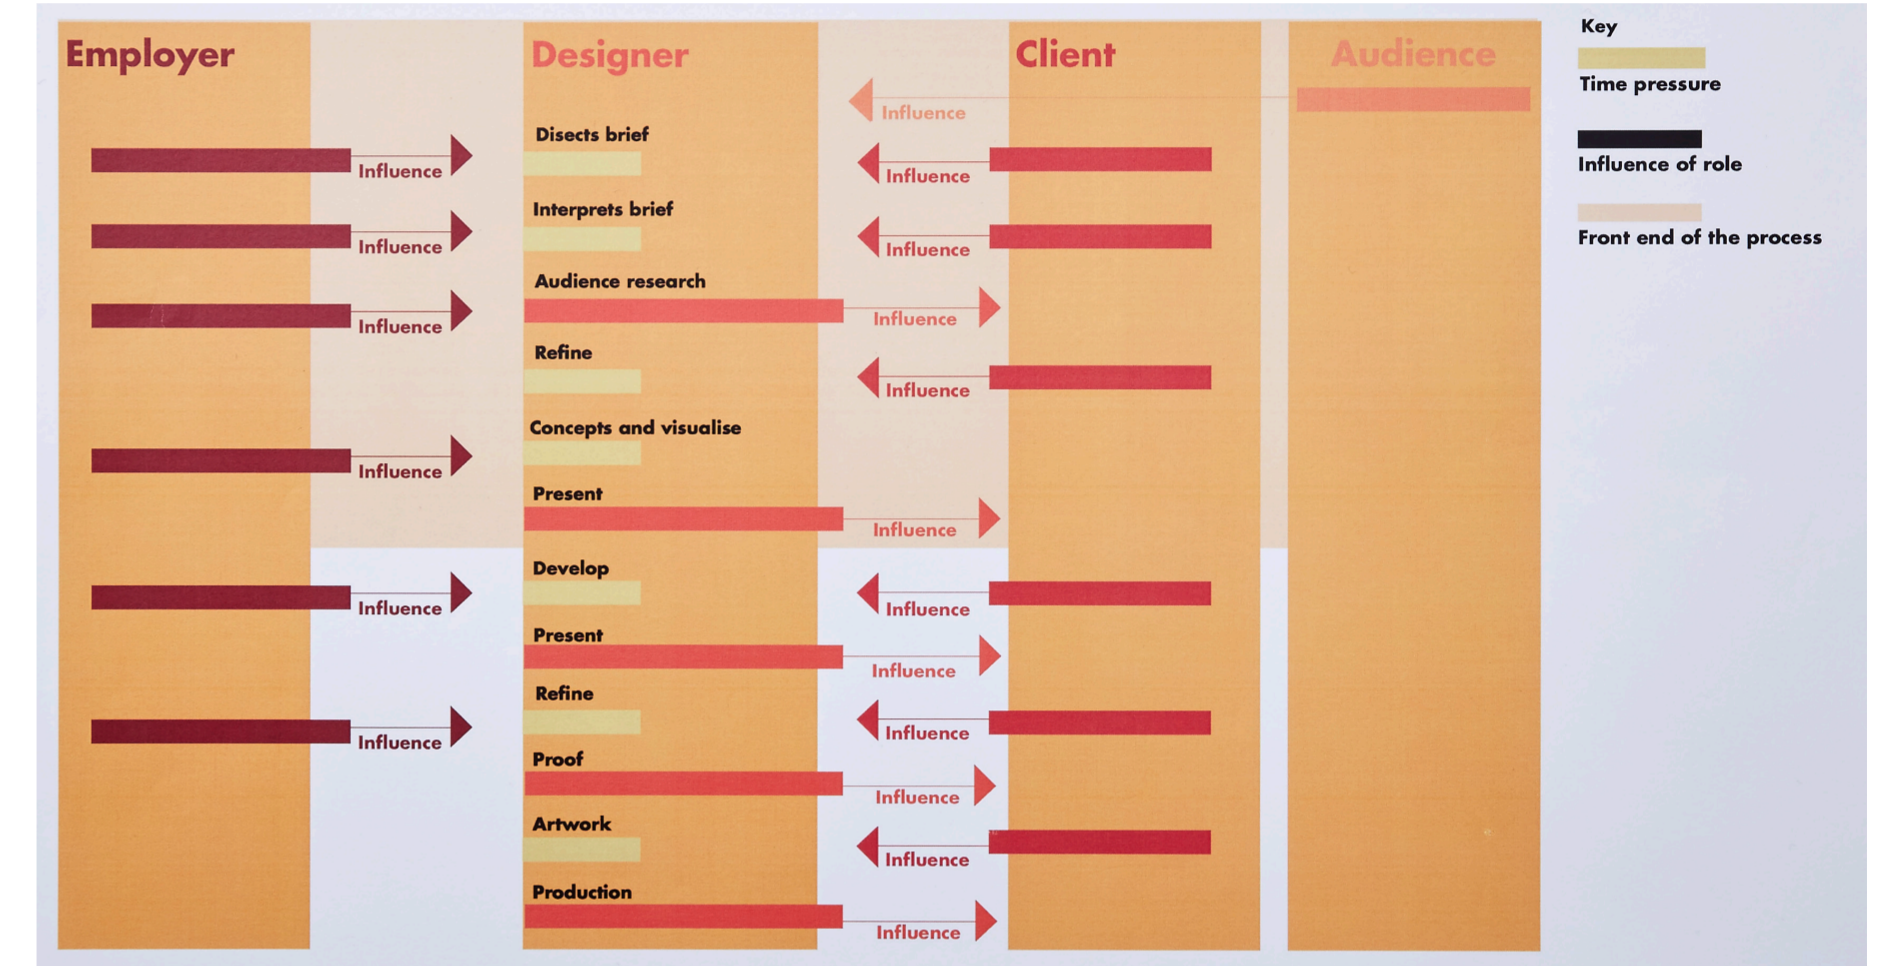 Employer
Designer
Client
Audience
Key
Time pressure
Influence of role
Front end of the process
Influence
Disects brief
Influence
Influence
Interprets brief
Influence
Influence
Audience research
Influence
Influence
Refine
Influence
Concepts and visualise
Influence
Present
Influence
Develop
Influence
Influence
Present
Influence
Refine
Influence
Influence
Proof
Influence
Artwork
Influence
Production
Influence